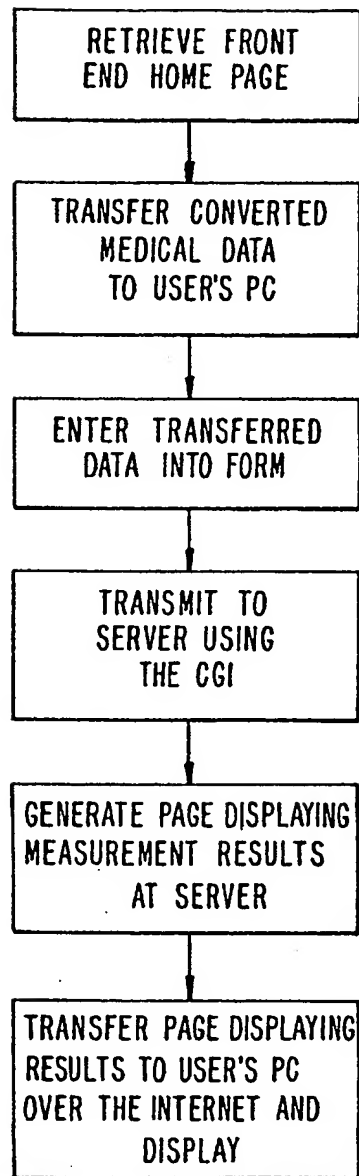 RETRIEVE FRONT
END HOME PAGE
TRANSFER CONVERTED
MEDICAL DATA
TO USER'S PC
ENTER TRANSFERRED
DATA INTO FORM
TRANSMIT TO
SERVER USING
THE CGI
GENERATE PAGE DISPLAYING
MEASUREMENT RESULTS
AT SERVER
TRANSFER PAGE DISPLAYING
RESULTS TO USER'S PC
OVER THE INTERNET AND
DISPLAY